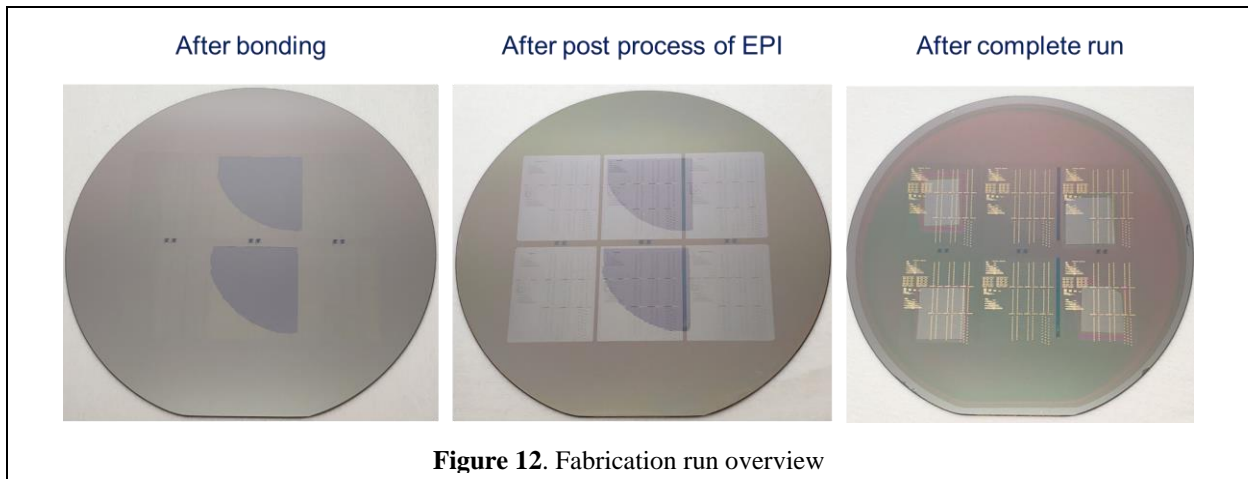 After bonding
After post process of EPI
After complete run
Figure 12. Fabrication run overview